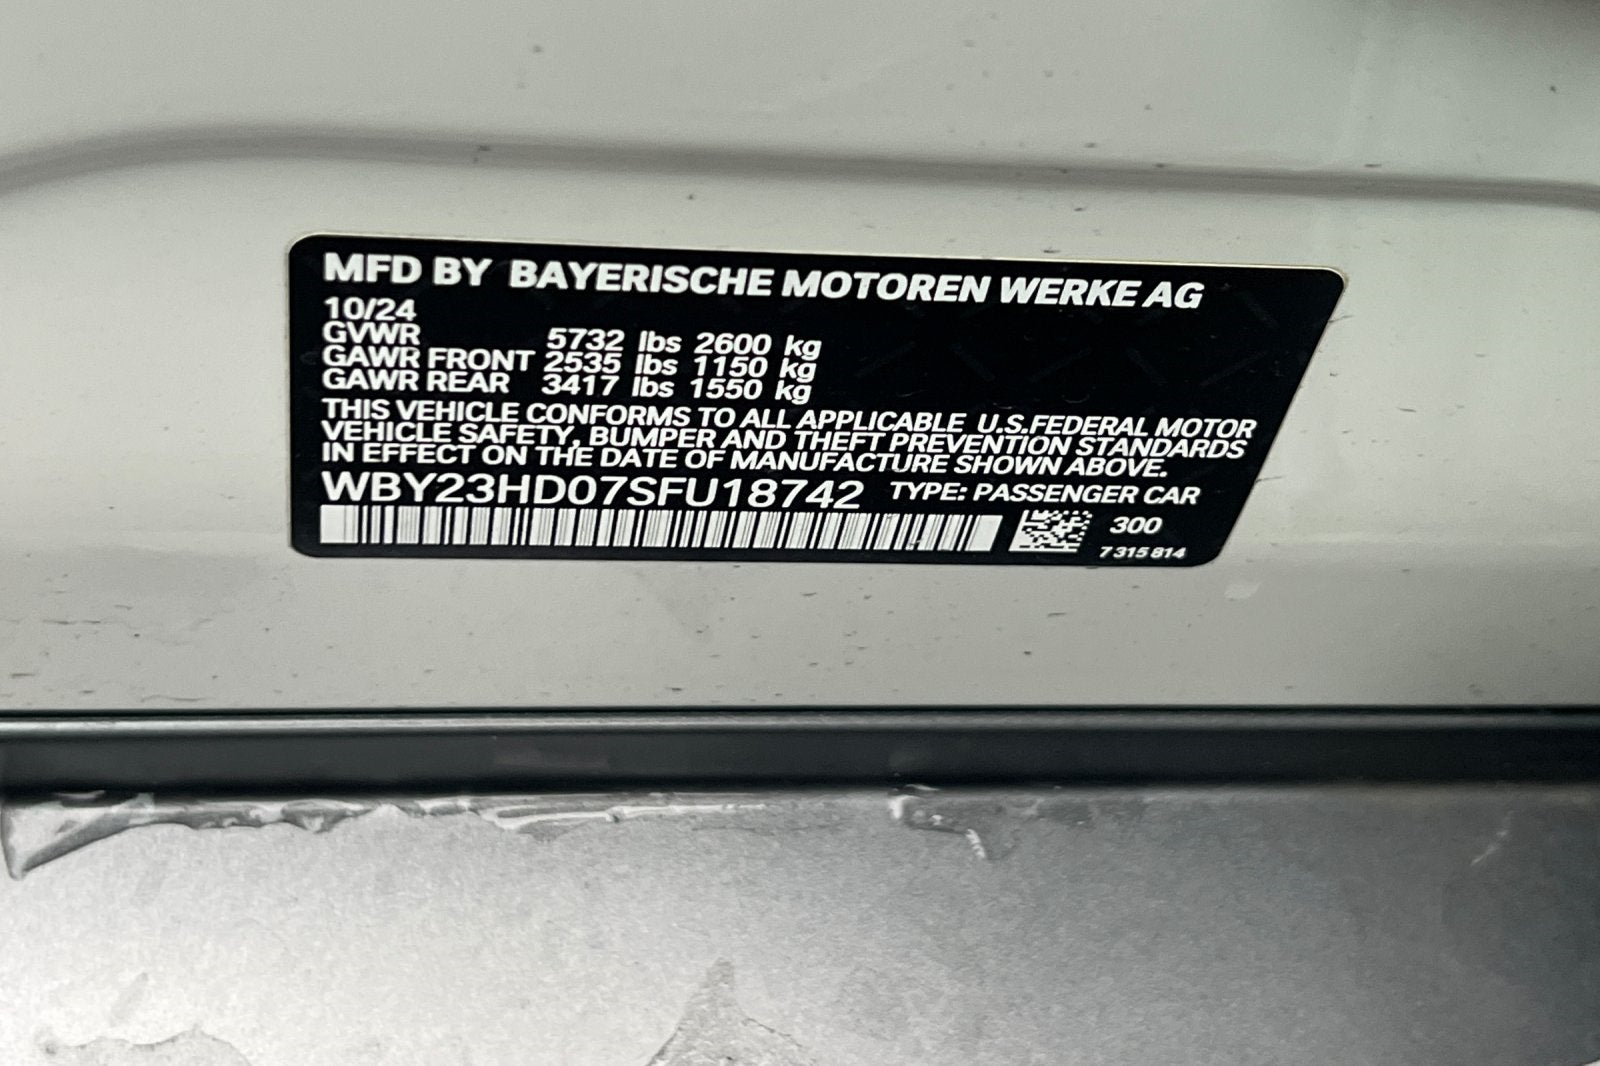 MFD BY BAYERISCHE MOTOREN WERKE AG
10/24
GVWR 5732 lbs 2600 kg
GAWR FRONT 2535 lbs 1150 kg
GAWR REAR 3417 lbs 1550 kg
THIS VEHICLE CONFORMS TO ALL APPLICABLE U.S.FEDERAL MOTOR
VEHICLE SAFETY, BUMPER AND THEFT PREVENTION STANDARDS
IN EFFECT ON THE DATE OF MANUFACTURE SHOWN ABOVE.
WBY23HD07SFU18742 TYPE: PASSENGER CAR
300
7 315 814